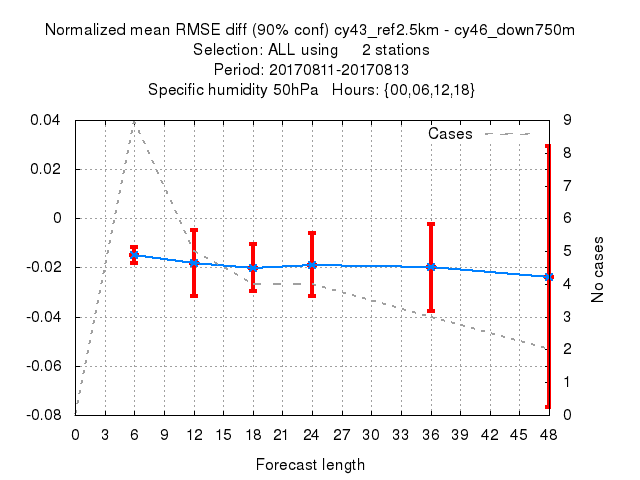 Normalized mean RMSE diff (90% conf) cy43_ref2.5km - cy46_down750m
Selection: ALL using 2 stations
Period: 20170811-20170813
Specific humidity 50hPa Hours: {00,06,12,18}
Cases
0.04
0.02
0
-0.02
-0.04
-0.06
-0.08
9
8
7
6
5
4
3
2
1
0
No cases
0 3 6 9 12 15 18 21 24 27 30 33 36 39 42 45 48
Forecast length